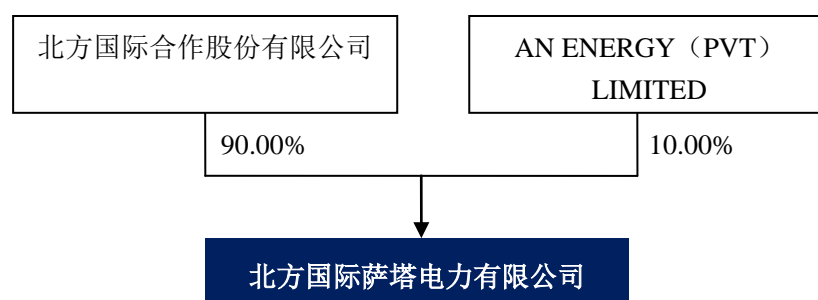 北方国际合作股份有限公司
AN ENERGY（PVT）
LIMITED
90.00%
10.00%
北方国际萨塔电力有限公司